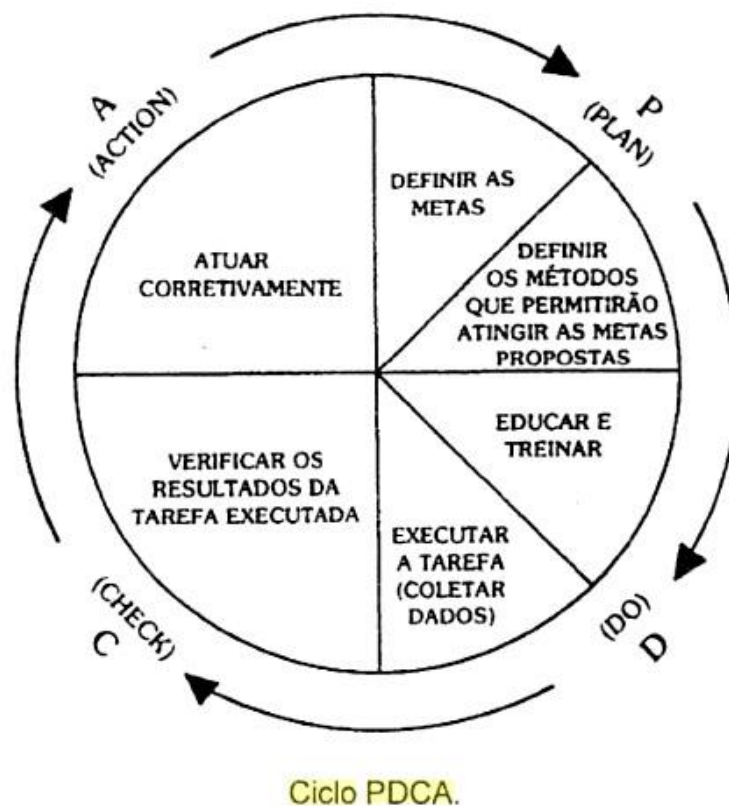 A
(ACTION)
P
(PLAN)
DEFINIR AS
METAS
DEFINIR
OS MÉTODOS
QUE PERMITIRÃO
ATINGIR AS METAS
PROPOSTAS
ATUAR
CORRETIVAMENTE
EDUCAR E
TREINAR
VERIFICAR OS
RESULTADOS DA
TAREFA EXECUTADA
EXECUTAR
A TAREFA
(COLETAR
DADOS)
(CHECK)
C
(DO)
D
Ciclo PDCA.